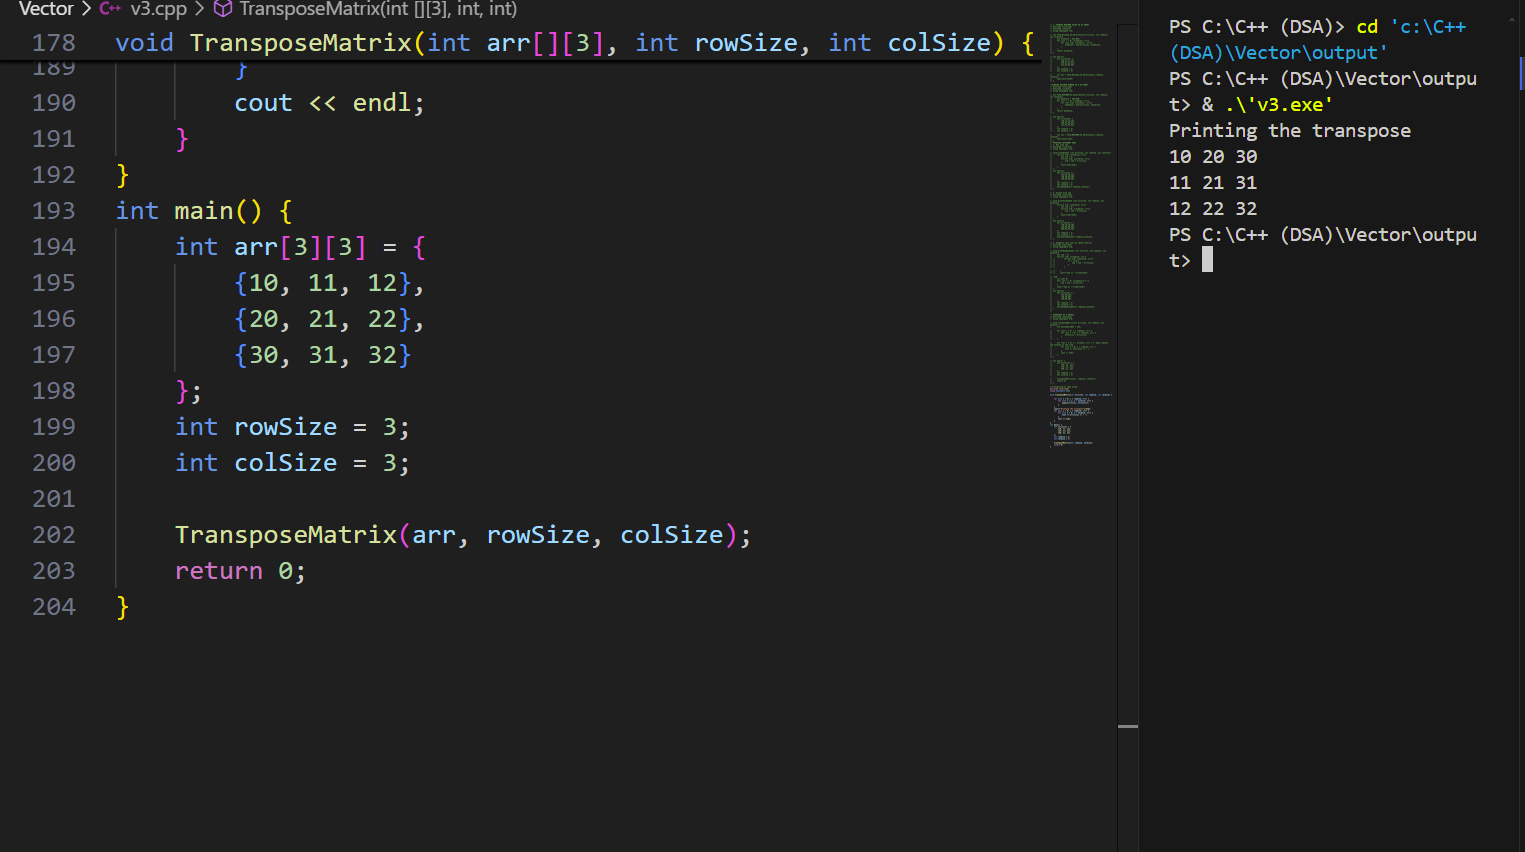 Vector > C++ v3.cpp > TransposeMatrix(int [][3], int, int)
178 void TransposeMatrix(int arr[][3], int rowSize, int colSize) {
189 }
190 cout << endl;
191 }
192 }
193 int main() {
194 int arr[3][3] = {
195 {10, 11, 12},
196 {20, 21, 22},
197 {30, 31, 32}
198 };
199 int rowSize = 3;
200 int colSize = 3;
201
202 TransposeMatrix(arr, rowSize, colSize);
203 return 0;
204 }
PS C:\C++ (DSA)> cd 'c:\C++
(DSA)\Vector\output'
PS C:\C++ (DSA)\Vector\outpu
t> & .\'v3.exe'
Printing the transpose
10 20 30
11 21 31
12 22 32
PS C:\C++ (DSA)\Vector\outpu
t>